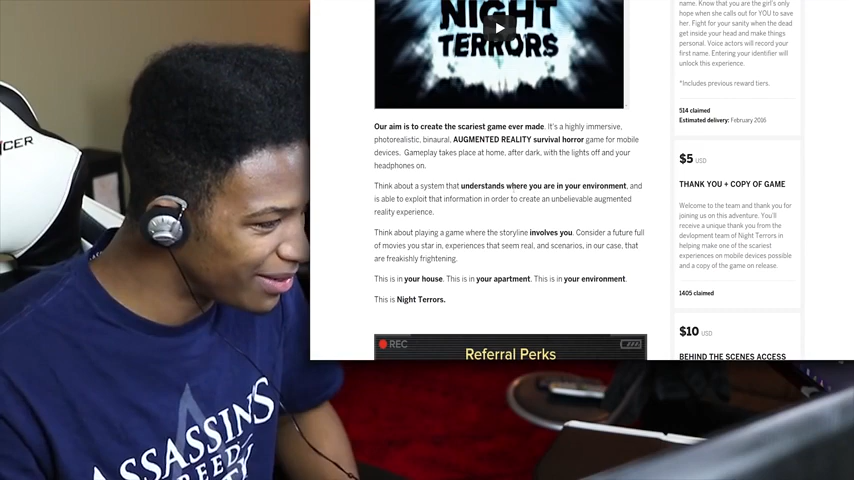 NIGHT
TERRORS
Our aim is to create the scariest game ever made. It's a highly immersive,
photorealistic, binaural, AUGMENTED REALITY survival horror game for mobile
devices. Gameplay takes place at home, after dark, with the lights off and your
headphones on.
Think about a system that understands where you are in your environment, and
is able to exploit that information in order to create an unbelievable augmented
reality experience.
Think about playing a game where the storyline involves you. Consider a future full
of movies you star in, experiences that seem real, and scenarios, in our case, that
are freakishly frightening.
This is in your house. This is in your apartment. This is in your environment.
This is Night Terrors.
REC
Referral Perks
name. Know that you are the girl's only
hope when she calls out for YOU to save
her. Fight for your sanity when the dead
get inside your head and make things
personal. Voice actors will record your
first name. Entering your identifier will
unlock this experience.
*Includes previous reward tiers.
514 claimed
Estimated delivery: February 2016
$5 USD
THANK YOU + COPY OF GAME
Welcome to the team and thank you for
joining us on this adventure. You'll
receive a unique thank you from the
devlopment team of Night Terrors in
helping make one of the scariest
experiences on mobile devices possible
and a copy of the game on release.
1405 claimed
$10 USD
BEHIND THE SCENES ACCESS
CER
ASSASSIN'S